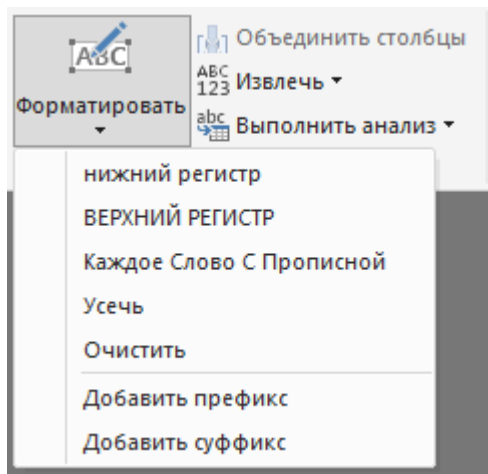 ABC
Форматировать
Объединить столбцы
ABC
123 Извлечь
abc Выполнить анализ
нижний регистр
ВЕРХНИЙ РЕГИСТР
Каждое Слово С Прописной
Усечь
Очистить
Добавить префикс
Добавить суффикс